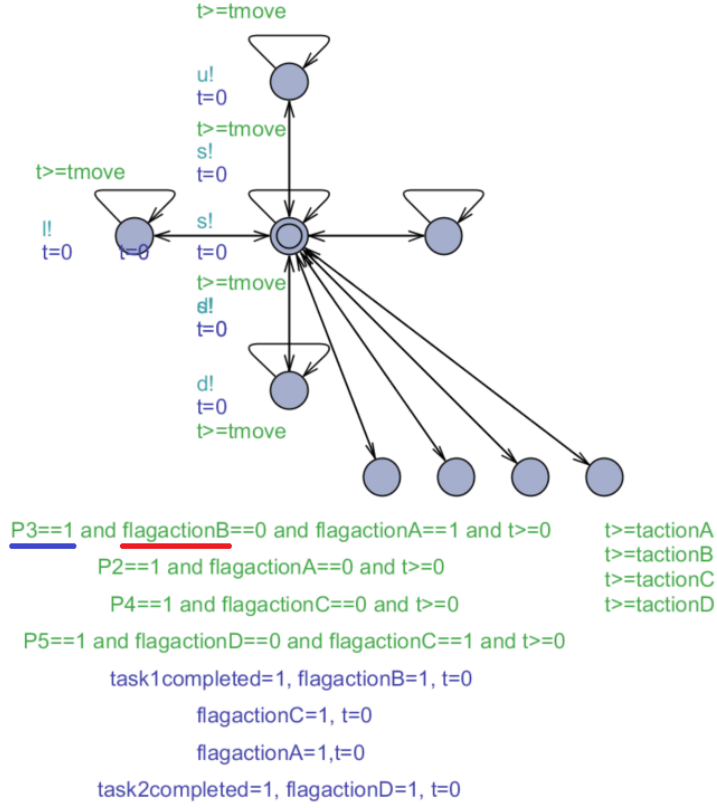 t>=tmove
u!
t=0
t>=tmove
s!
t=0
t>=tmove
l!
t=0
t=0
s!
t=0
t>=tmove
d!
t=0
d!
t=0
t>=tmove
P3==1 and flagactionB==0 and flagactionA==1 and t>=0
t>=tactionA
P2==1 and flagactionA==0 and t>=0
t>=tactionB
t>=tactionC
P4==1 and flagactionC==0 and t>=0
t>=tactionD
P5==1 and flagactionD==0 and flagactionC==1 and t>=0
task1completed=1, flagactionB=1, t=0
flagactionC=1, t=0
flagactionA=1,t=0
task2completed=1, flagactionD=1, t=0